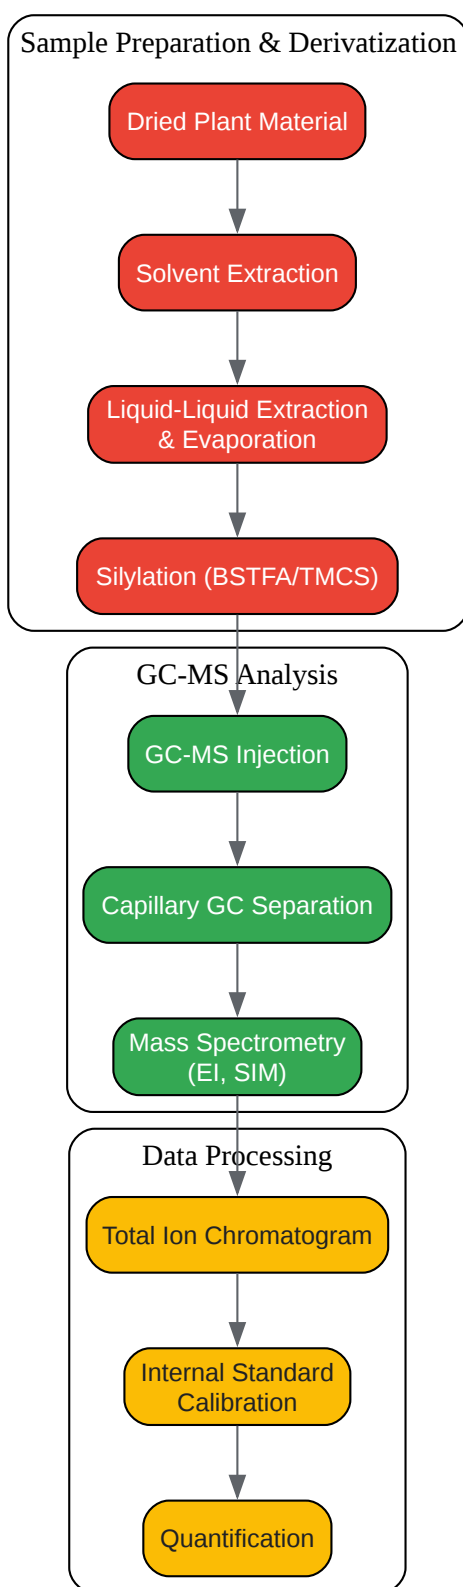 Sample Preparation & Derivatization
Dried Plant Material
Solvent Extraction
Liquid-Liquid Extraction
& Evaporation
Silylation (BSTFA/TMCS)
GC-MS Analysis
GC-MS Injection
Capillary GC Separation
Mass Spectrometry
(EI, SIM)
Data Processing
Total Ion Chromatogram
Internal Standard
Calibration
Quantification